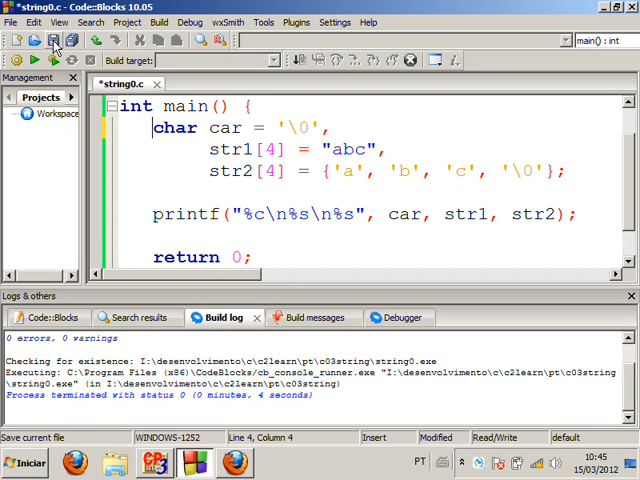 *string0.c - Code::Blocks 10.05
File Edit View Search Project Build Debug wxSmith Tools Plugins Settings Help
main() : int
Build target:
Management
Projects
Workspace
*string0.c
int main() {
char car = '\0',
str1[4] = "abc",
str2[4] = {'a', 'b', 'c', '\0'};
printf("%c\n%s\n%s", car, str1, str2);
return 0;
Logs & others
Code::Blocks Search results Build log Build messages Debugger
0 errors, 0 warnings
Checking for existence: I:\desenvolvimento\c\c2learn\pt\c03string\string0.exe
Executing: C:\Program Files (x86)\CodeBlocks/cb_console_runner.exe "I:\desenvolvimento\c\c2learn\pt\c03string
\string0.exe" (in I:\desenvolvimento\c\c2learn\pt\c03string)
Process terminated with status 0 (0 minutes, 4 seconds)
Save current file WINDOWS-1252 Line 4, Column 4 Insert Modified Read/Write default
Iniciar PT 10:45
15/03/2012